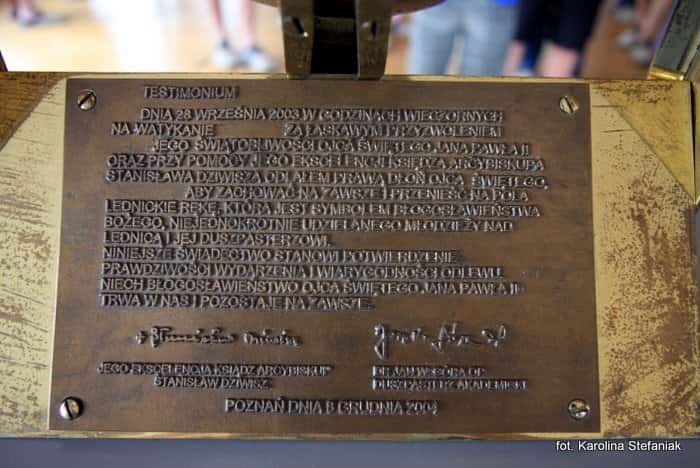 TESTIMONIUM
DNIA 28 WRZEŚNIA 2003 W GODZINACH WIECZORNYCH
NA WATYKANIE ZA ŁASKAWYM PRZYZWOLENIEM
JEGO ŚWIĄTOBLIWOŚCI OJCA ŚWIĘTEGO JANA PAWŁA II
ORAZ PRZY POMOCY JEGO EKSCELENCJI KSIĘDZA ARCYBISKUPA
STANISŁAWA DZIWISZA ODLAŁEM PRAWĄ DŁOŃ OJCA ŚWIĘTEGO,
ABY ZACHOWAĆ NA ZAWSZE I PRZENIEŚĆ NA POLA
LEDNICKIE RĘKĘ, KTÓRA JEST SYMBOLEM BŁOGOSŁAWIEŃSTWA
BOŻEGO, NIEJEDNOKROTNIE UDZIELANEGO MŁODZIEŻY NAD
LEDNICĄ I JEJ DUSZPASTERZOWI.
NINIEJSZE ŚWIADECTWO STANOWI POTWIERDZENIE
PRAWDZIWOŚCI WYDARZENIA I WIARYGODNOŚCI ODLEWU.
NIECH BŁOGOSŁAWIEŃSTWO OJCA ŚWIĘTEGO JANA PAWŁA II
TRWA W NAS I POZOSTAJE NA ZAWSZE.
JEGO EKSCELENCJA KSIĄDZ ARCYBISKUP
STANISŁAW DZIWISZ
O. JAN W. GÓRA OP
DUSZPASTERZ AKADEMICKI
POZNAŃ DNIA 8 GRUDNIA
fot. Karolina Stefaniak